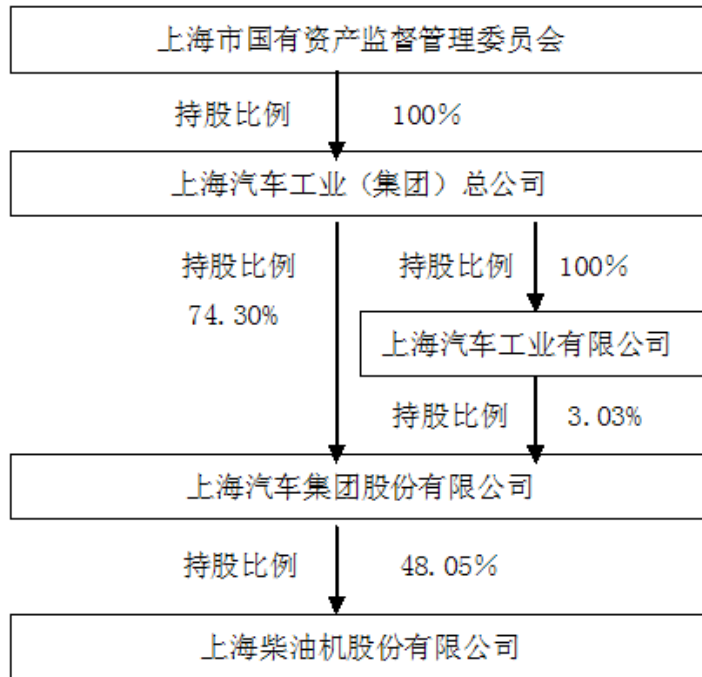 上海市国有资产监督管理委员会
持股比例 100%
上海汽车工业（集团）总公司
持股比例 持股比例 100%
74.30%
上海汽车工业有限公司
持股比例 3.03%
上海汽车集团股份有限公司
持股比例 48.05%
上海柴油机股份有限公司